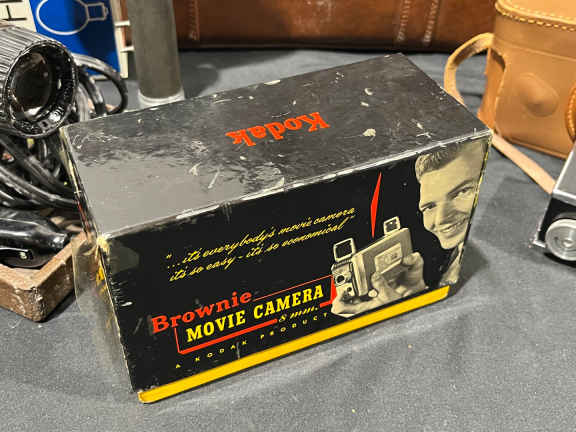 Kodak
"...it's everybody's movie camera
it's so easy - it's so economical"
Brownie
MOVIE CAMERA
8 mm.
A KODAK PRODUCT